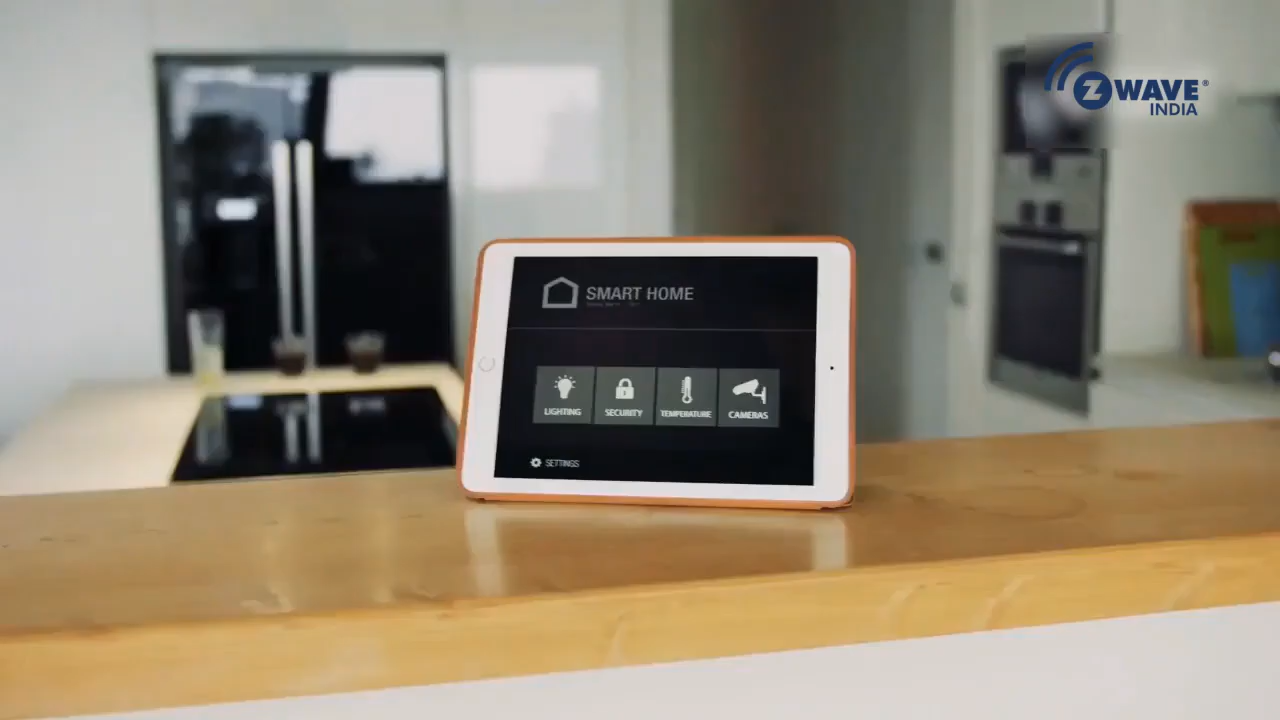 Z WAVE®
INDIA
SMART HOME
LIGHTING
SECURITY
TEMPERATURE
CAMERAS
SETTINGS